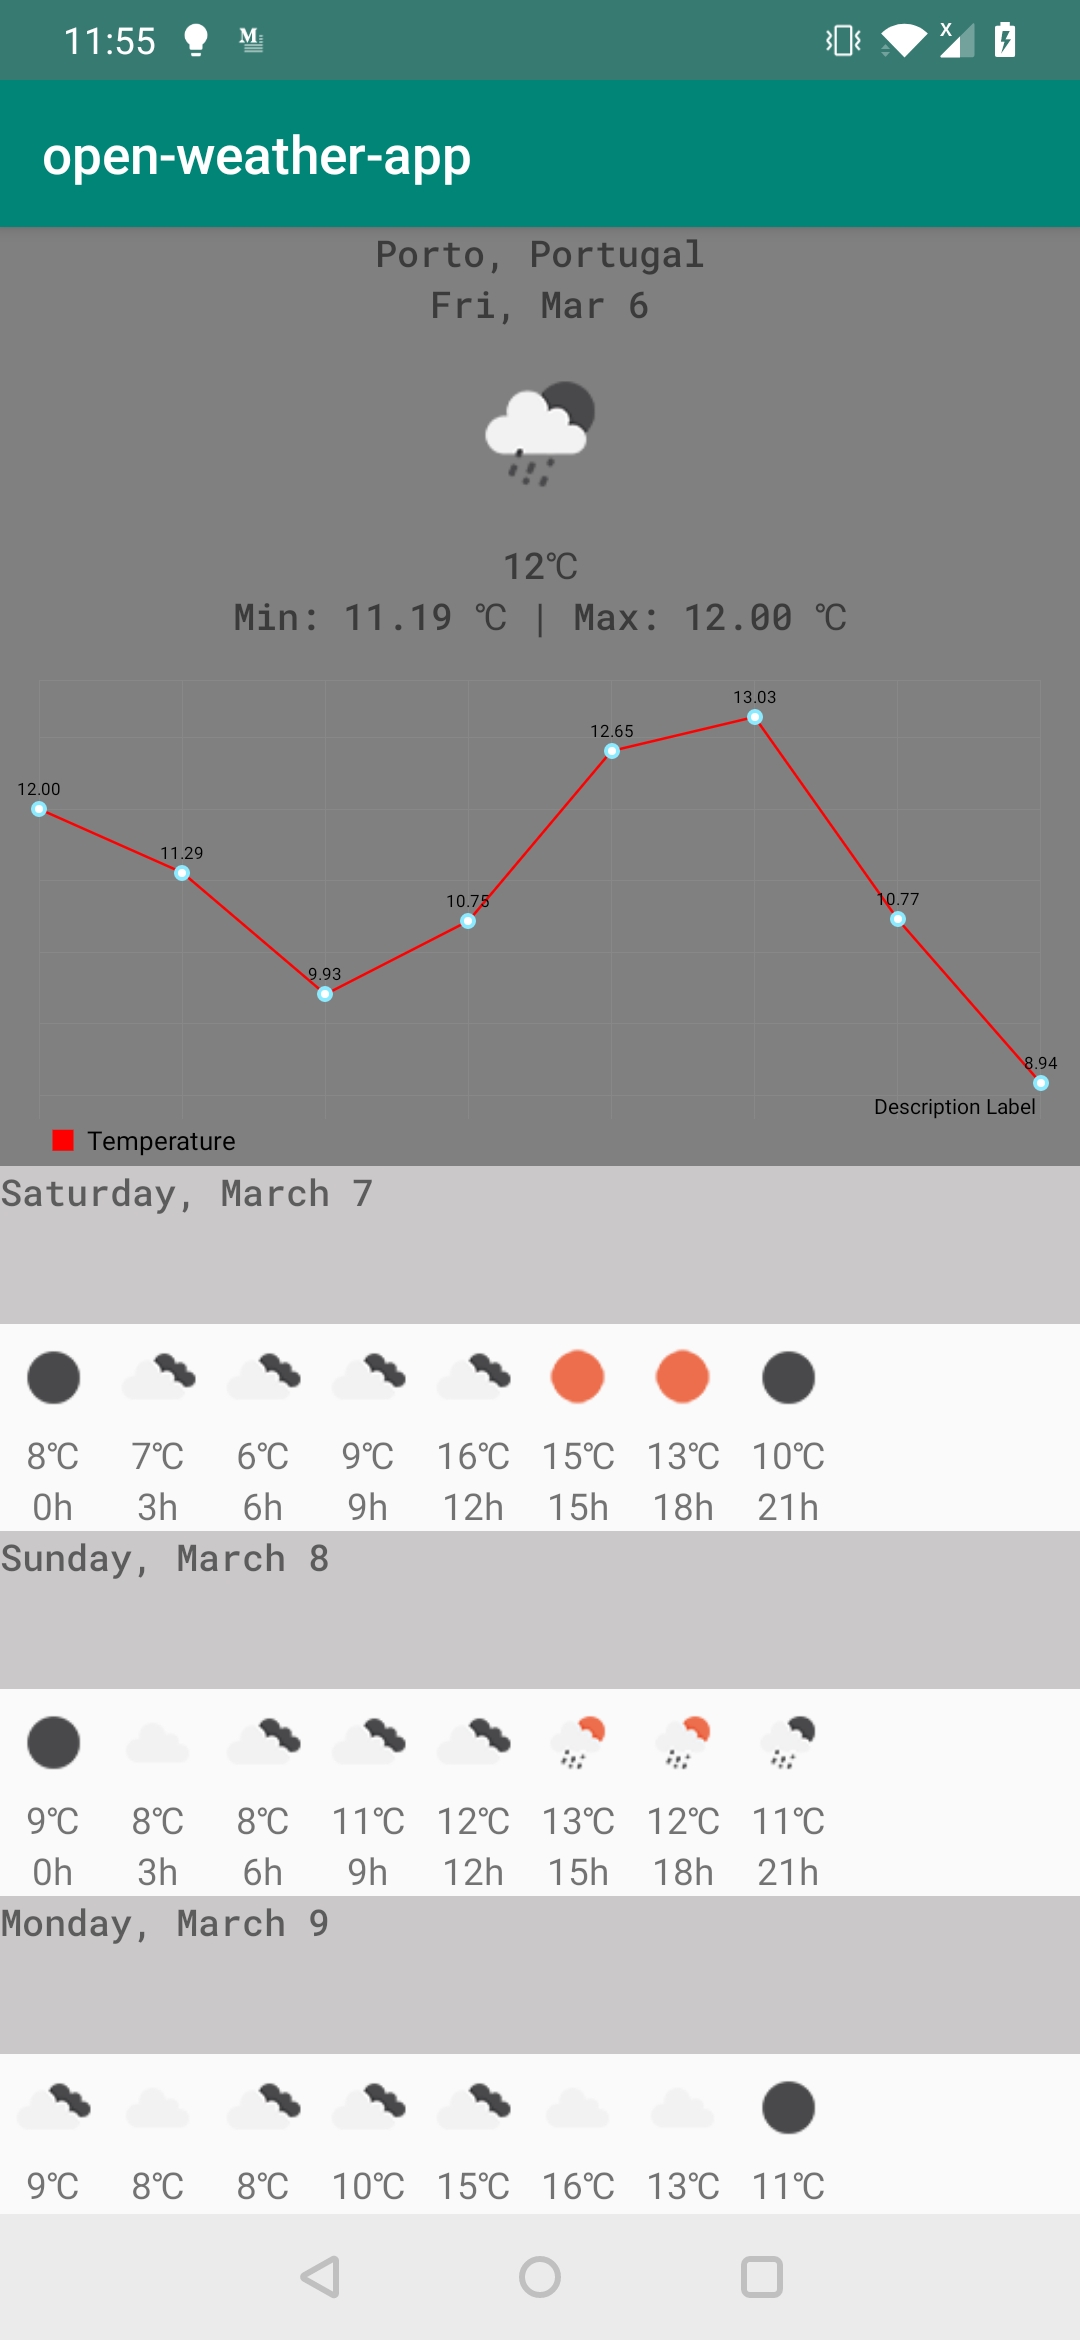 11:55
M
x
open-weather-app
Porto, Portugal
Fri, Mar 6
12℃
Min: 11.19 ℃ | Max: 12.00 ℃
13.03
12.65
12.00
11.29
10.75
10.77
9.93
8.94
Description Label
Temperature
Saturday, March 7
8℃ 7℃ 6℃ 9℃ 16℃ 15℃ 13℃ 10℃
0h 3h 6h 9h 12h 15h 18h 21h
Sunday, March 8
9℃ 8℃ 8℃ 11℃ 12℃ 13℃ 12℃ 11℃
0h 3h 6h 9h 12h 15h 18h 21h
Monday, March 9
9℃ 8℃ 8℃ 10℃ 15℃ 16℃ 13℃ 11℃